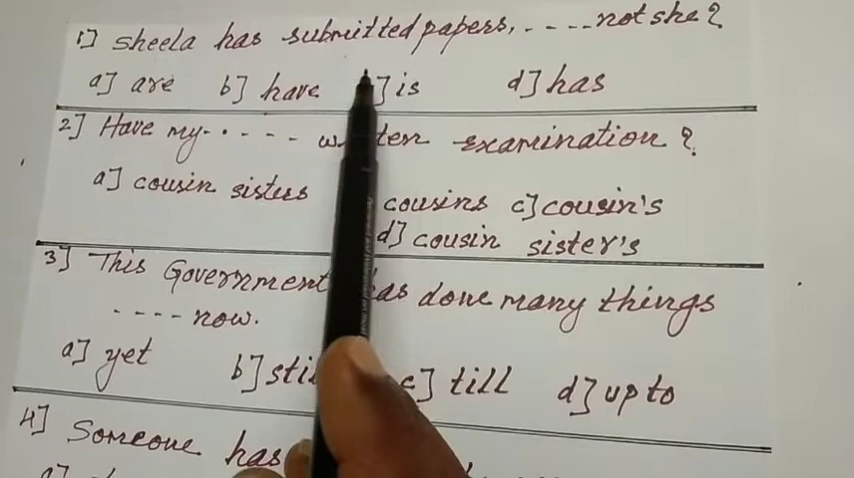 1] Sheela has submitted papers, ----not she?
a] are b] have ] is d] has
2] Have my ----- examination?
a] cousin sisters cousins c] cousin's
d] cousin sister's
3] This Government has done many things
---- now.
a] yet b] c] till d] up to
4] Someone has